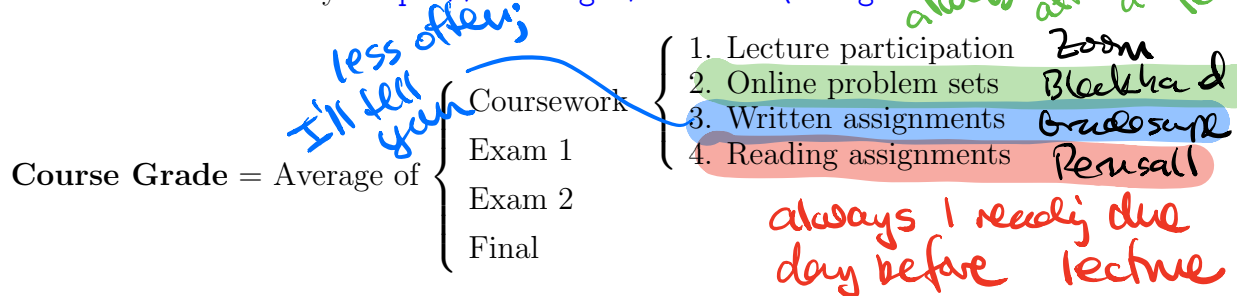 always
less often;
I'll tell
yah
1. Lecture participation Zoom
2. Online problem sets Blackboard
Coursework
3. Written assignments Gradescope
Exam 1
4. Reading assignments Perusall
Course Grade = Average of
Exam 2
Final
always 1 reading due
day before lecture